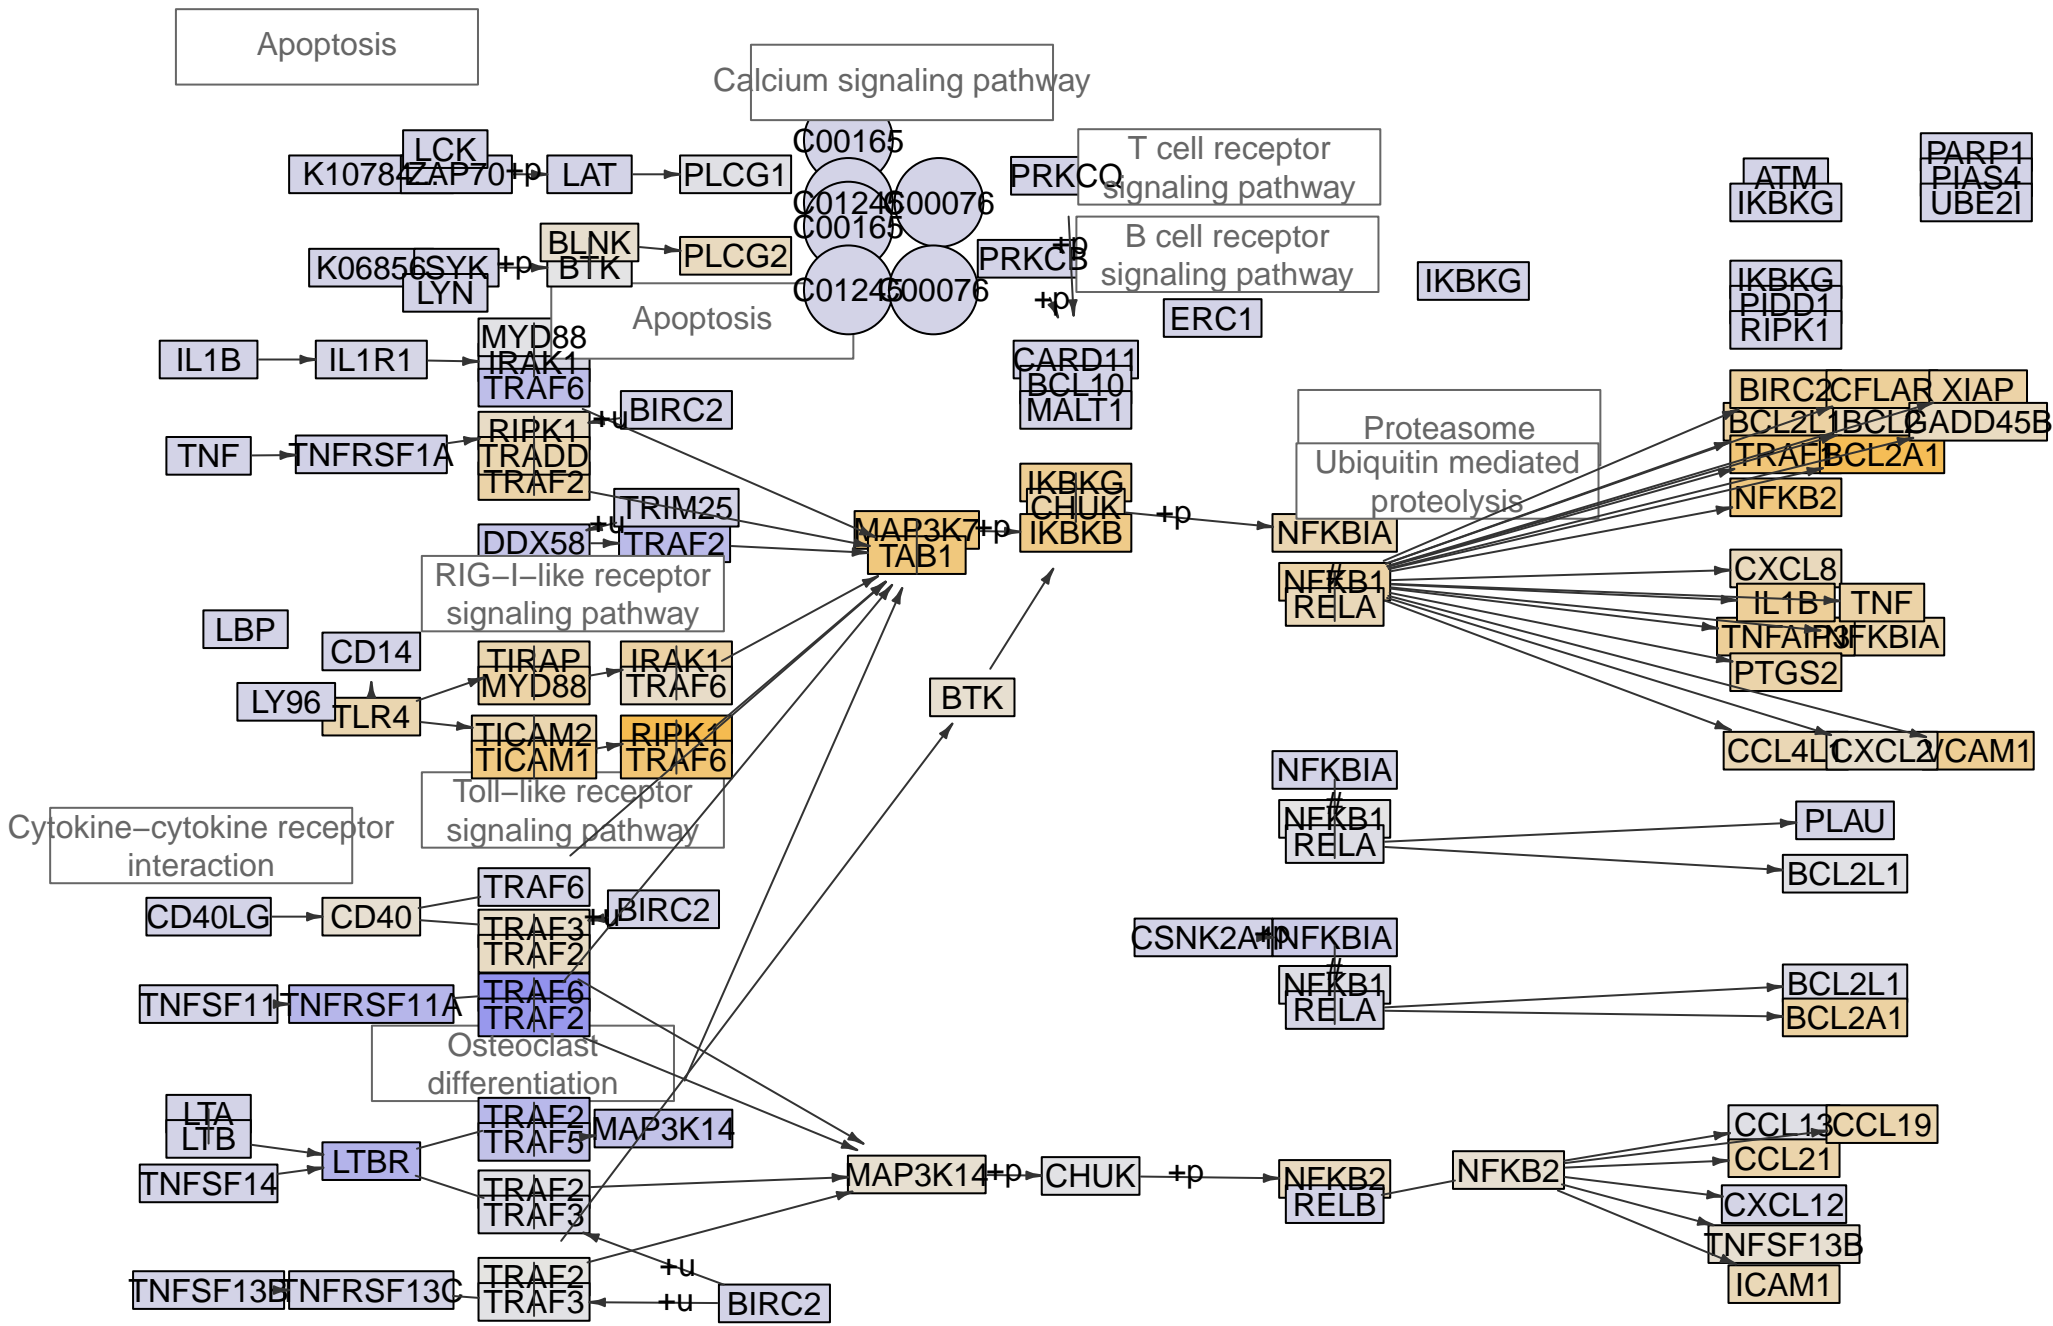 Apoptosis
Calcium signaling pathway
C00165
T cell receptor
signaling pathway
LCK
K10784
ZAP70
+p
LAT
PLCG1
PRKCQ
C01245
C00076
C00165
PARP1
PIAS4
UBE2I
ATM
IKBKG
B cell receptor
signaling pathway
BLNK
BTK
PLCG2
PRKCB
+p
K06856
SYK
+p
LYN
C01245
C00076
+p
IKBKG
IKBKG
PIDD1
RIPK1
Apoptosis
ERC1
MYD88
IRAK1
TRAF6
IL1B
IL1R1
CARD11
BCL10
MALT1
BIRC2
CFLAR
XIAP
BCL2L1
BCL2
GADD45B
TRAF1
BCL2A1
NFKB2
BIRC2
+u
RIPK1
TRADD
TRAF2
TNF
TNFRSF1A
Proteasome
Ubiquitin mediated
proteolysis
IKBKG
CHUK
IKBKB
+p
NFKBIA
TRIM25
+u
DDX58
TRAF2
MAP3K7
TAB1
+p
RIG−I−like receptor
signaling pathway
NFKB1
RELA
CXCL8
IL1B
TNF
TNFAIP3
NFKBIA
PTGS2
LBP
CD14
LY96
TLR4
TIRAP
MYD88
IRAK1
TRAF6
TICAM2
TICAM1
RIPK1
TRAF6
BTK
CCL4L1
CXCL2
VCAM1
Toll−like receptor
signaling pathway
NFKBIA
NFKB1
RELA
PLAU
BCL2L1
Cytokine−cytokine receptor
interaction
TRAF6
CD40LG
CD40
TRAF3
TRAF2
+u
BIRC2
CSNK2A1
+p
NFKBIA
NFKB1
RELA
BCL2L1
BCL2A1
TNFSF11
TNFRSF11A
TRAF6
TRAF2
Osteoclast
differentiation
LTA
LTB
TNFSF14
LTBR
TRAF2
TRAF5
MAP3K14
TRAF2
TRAF3
MAP3K14
+p
CHUK
+p
NFKB2
RELB
NFKB2
CCL13
CCL19
CCL21
CXCL12
TNFSF13B
ICAM1
TNFSF13B
TNFRSF13C
TRAF2
TRAF3
+u
+u
BIRC2